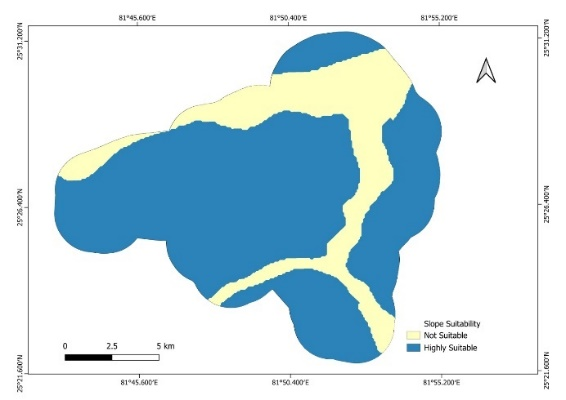 81°45.600'E 81°50.400'E 81°55.200'E
25°31.200'N 25°31.200'N
25°26.400'N 25°26.400'N
Slope Suitability
Not Suitable
Highly Suitable
0 2.5 5 km
25°21.600'N 25°21.600'N
81°45.600'E 81°50.400'E 81°55.200'E